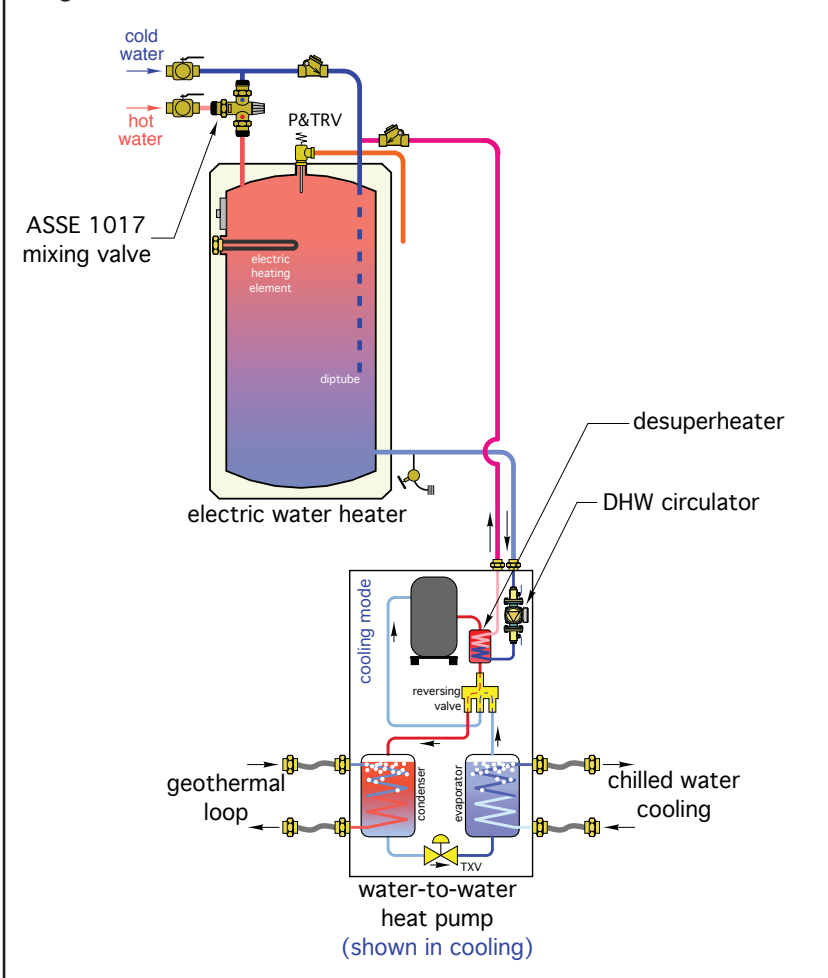 cold
water
hot
water
P&TRV
ASSE 1017
mixing valve
electric
heating
element
diptube
desuperheater
electric water heater
DHW circulator
cooling mode
reversing
valve
geothermal
loop
condenser
evaporator
chilled water
cooling
TXV
water-to-water
heat pump
(shown in cooling)